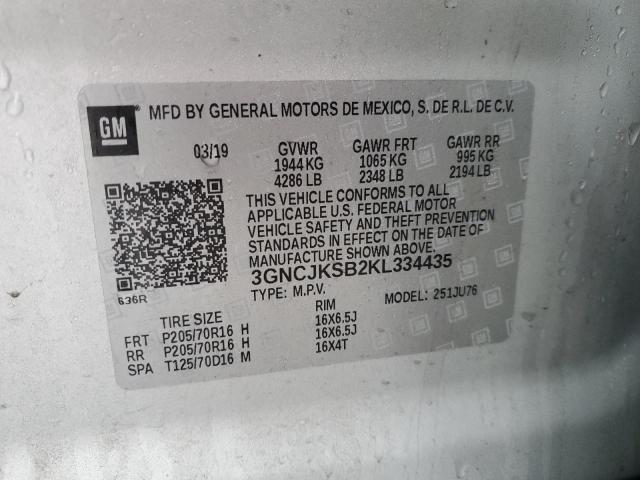 GM
MFD BY GENERAL MOTORS DE MEXICO, S. DE R.L. DE C.V.
03/19 GVWR GAWR FRT GAWR RR
1944 KG 1065 KG 995 KG
4286 LB 2348 LB 2194 LB
THIS VEHICLE CONFORMS TO ALL
APPLICABLE U.S. FEDERAL MOTOR
VEHICLE SAFETY AND THEFT PREVENTION
STANDARDS IN EFFECT ON THE DATE OF
MANUFACTURE SHOWN ABOVE.
3GNCJKSB2KL334435
636R TYPE: M.P.V. MODEL: 251JU76
TIRE SIZE RIM
FRT P205/70R16 H 16X6.5J
RR P205/70R16 H 16X6.5J
SPA T125/70D16 M 16X4T